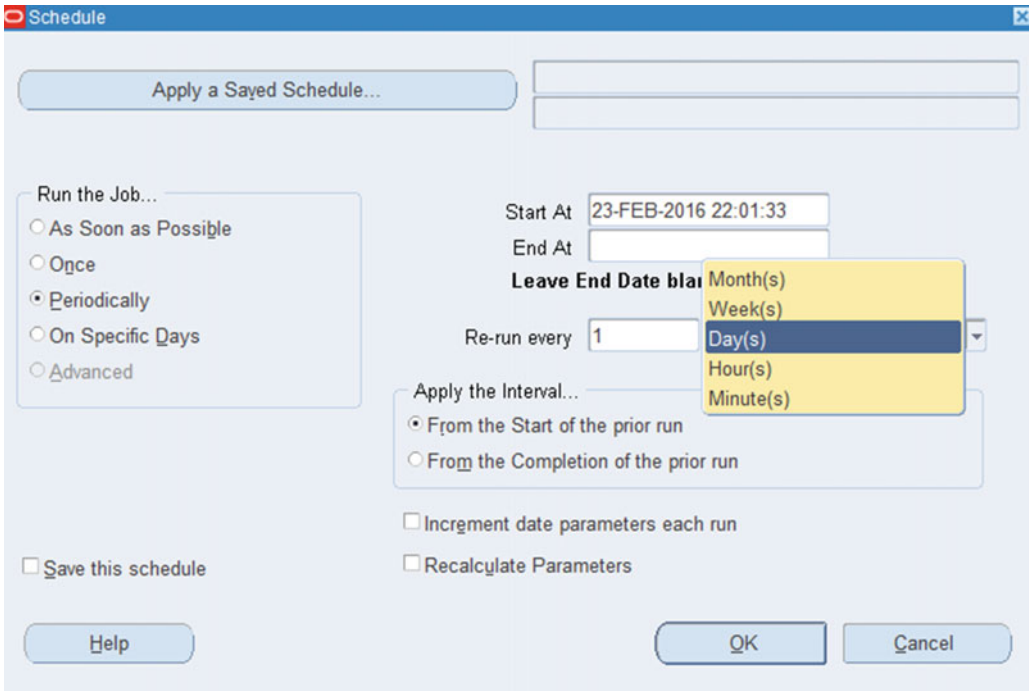 Schedule
Apply a Saved Schedule...
Run the Job...
As Soon as Possible
Once
Periodically
On Specific Days
Advanced
Start At 23-FEB-2016 22:01:33
End At
Leave End Date
Re-run every 1
Month(s)
Week(s)
Day(s)
Hour(s)
Minute(s)
Apply the Interval...
From the Start of the prior run
From the Completion of the prior run
Increment date parameters each run
Recalculate Parameters
Save this schedule
Help
OK
Cancel